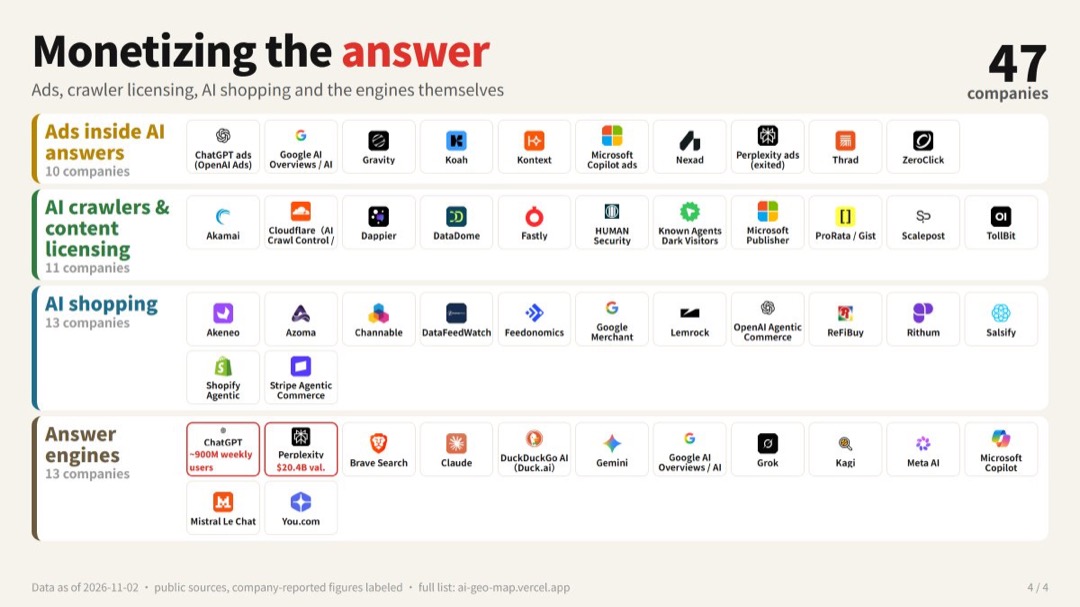 Monetizing the answer
Ads, crawler licensing, AI shopping and the engines themselves
47
companies
Ads inside AI
answers
10 companies
ChatGPT ads
(OpenAI Ads)
Google AI
Overviews / AI
Gravity
Koah
Kontext
Microsoft
Copilot ads
Nexad
Perplexity ads
(exited)
Thrad
ZeroClick
AI crawlers &
content
licensing
11 companies
Akamai
Cloudflare (AI
Crawl Control /
Dappier
DataDome
Fastly
HUMAN
Security
Known Agents
Dark Visitors
Microsoft
Publisher
ProRata / Gist
Scalepost
TollBit
AI shopping
13 companies
Akeneo
Azoma
Channable
DataFeedWatch
Feedonomics
Google
Merchant
Lemrock
OpenAI Agentic
Commerce
ReFiBuy
Rithum
Salsify
Shopify
Agentic
Stripe Agentic
Commerce
Answer
engines
13 companies
ChatGPT
~900M weekly
users
Perplexity
$20.4B val.
Brave Search
Claude
DuckDuckGo AI
(Duck.ai)
Gemini
Google AI
Overviews / AI
Grok
Kagi
Meta AI
Microsoft
Copilot
Mistral Le Chat
You.com
Data as of 2026-11-02 • public sources, company-reported figures labeled • full list: ai-geo-map.vercel.app
4 / 4